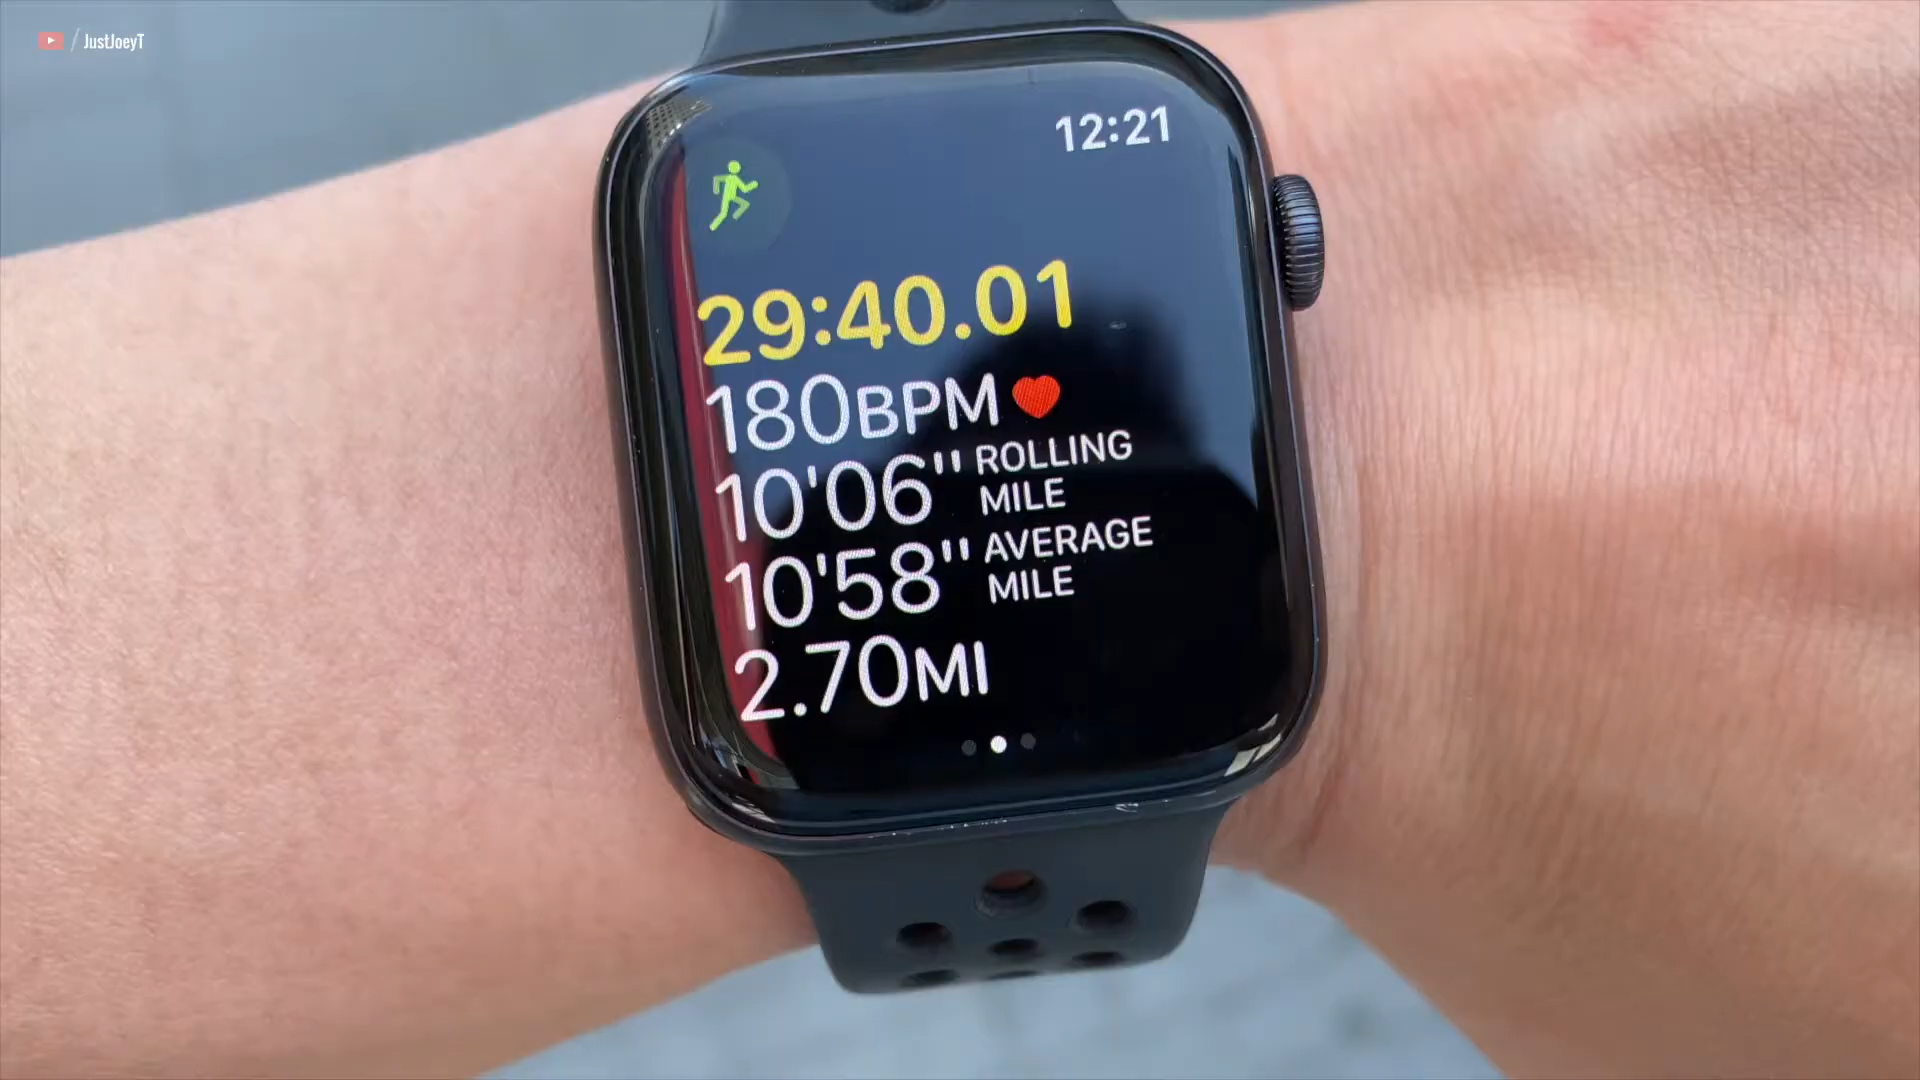 JustJoeyT
12:21
29:40.01
180BPM
10'06" ROLLING MILE
10'58" AVERAGE MILE
2.70MI